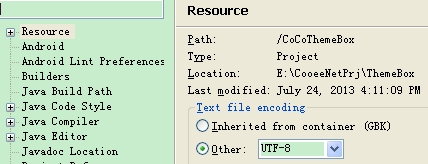 Resource
Android
Android Lint Preferences
Builders
Java Build Path
Java Code Style
Java Compiler
Java Editor
Javadoc Location
Resource
Path: /CoCoThemeBox
Type: Project
Location: E:\CooeeNetPrj\ThemeBox
Last modified: July 24, 2013 4:11:09 PM
Text file encoding
Inherited from container (GBK)
Other: UTF-8